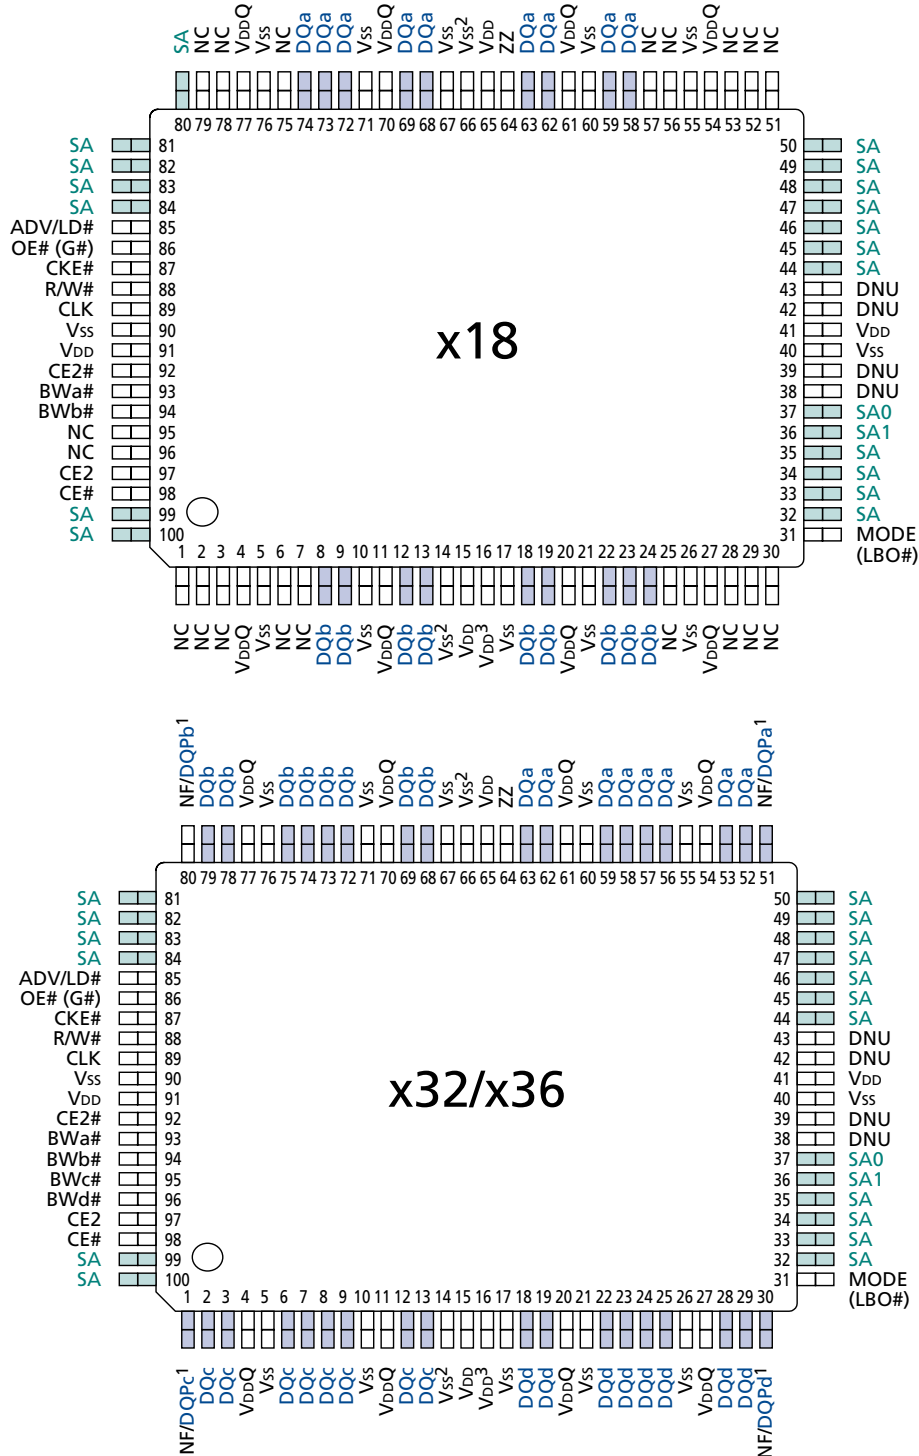 SA NC NC VDDQ Vss NC DQa DQa DQa Vss VDDQ DQa DQa Vss Vss2 VDD ZZ DQa DQa VDDQ Vss DQa DQa NC NC Vss VDDQ NC NC NC
80 79 78 77 76 75 74 73 72 71 70 69 68 67 66 65 64 63 62 61 60 59 58 57 56 55 54 53 52 51
SA 81 50 SA
SA 82 49 SA
SA 83 48 SA
SA 84 47 SA
ADV/LD# 85 46 SA
OE# (G#) 86 45 SA
CKE# 87 44 SA
R/W# 88 43 DNU
CLK 89 42 DNU
Vss 90 41 VDD
x18
VDD 91 40 Vss
CE2# 92 39 DNU
BWa# 93 38 DNU
BWb# 94 37 SA0
NC 95 36 SA1
NC 96 35 SA
CE2 97 34 SA
CE# 98 33 SA
SA 99 32 SA
SA 100 31 MODE
(LBO#)
1 2 3 4 5 6 7 8 9 10 11 12 13 14 15 16 17 18 19 20 21 22 23 24 25 26 27 28 29 30
NC NC NC VDDQ Vss NC NC DQb DQb Vss VDDQ DQb DQb Vss2 VDD VDD3 Vss DQb DQb VDDQ Vss DQb DQb DQb NC Vss VDDQ NC NC NC
NF/DQPb1 DQb DQb VDDQ Vss DQb DQb DQb DQb Vss VDDQ DQb DQb Vss Vss2 VDD ZZ DQa DQa VDDQ Vss DQa DQa DQa DQa Vss VDDQ DQa DQa NF/DQPa1
80 79 78 77 76 75 74 73 72 71 70 69 68 67 66 65 64 63 62 61 60 59 58 57 56 55 54 53 52 51
SA 81 50 SA
SA 82 49 SA
SA 83 48 SA
SA 84 47 SA
ADV/LD# 85 46 SA
OE# (G#) 86 45 SA
CKE# 87 44 SA
R/W# 88 43 DNU
CLK 89 42 DNU
Vss 90 41 VDD
x32/x36
VDD 91 40 Vss
CE2# 92 39 DNU
BWa# 93 38 DNU
BWb# 94 37 SA0
BWc# 95 36 SA1
BWd# 96 35 SA
CE2 97 34 SA
CE# 98 33 SA
SA 99 32 SA
SA 100 31 MODE
(LBO#)
1 2 3 4 5 6 7 8 9 10 11 12 13 14 15 16 17 18 19 20 21 22 23 24 25 26 27 28 29 30
NF/DQPc1 DQc DQc VDDQ Vss DQc DQc DQc DQc Vss VDDQ DQc DQc Vss2 VDD VDD3 Vss DQd DQd VDDQ Vss DQd DQd DQd DQd Vss VDDQ DQd DQd NF/DQPd1